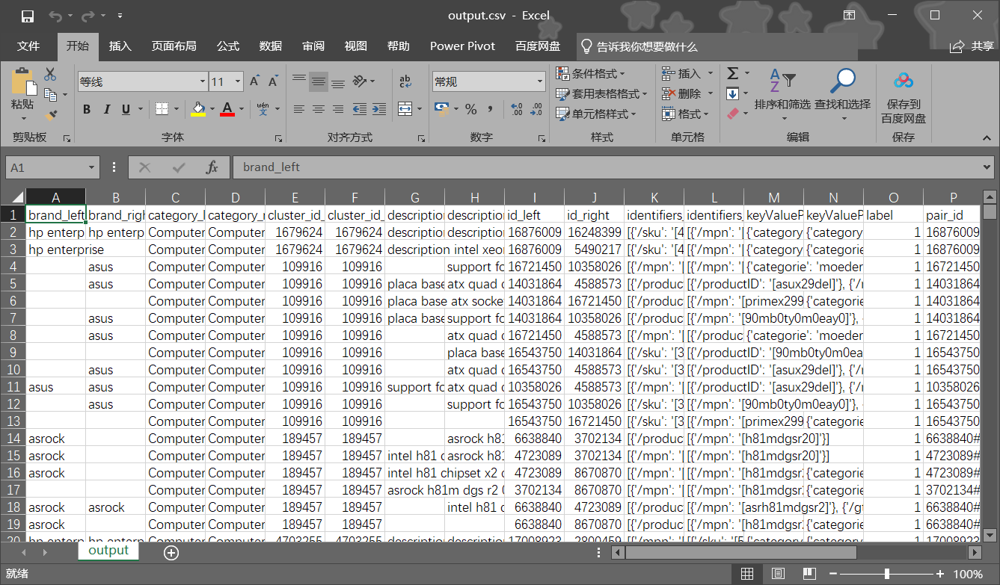 output.csv - Excel
文件 开始 插入 页面布局 公式 数据 审阅 视图 帮助 Power Pivot 百度网盘 告诉我你想要做什么 共享
等线 11 常规 条件格式 插入
粘贴 套用表格格式 删除 排序和筛选 查找和选择 保存到
B I U A wén 文 % , 单元格样式 格式 百度网盘
剪贴板 字体 对齐方式 数字 样式 单元格 编辑 保存
A1 fx brand_left
A B C D E F G H I J K L M N O P
1 brand_left brand_righ category_l category_r cluster_id_ cluster_id_ description description id_left id_right identifiers_ identifiers_ keyValueP keyValueP label pair_id
2 hp enterp hp enterp Computer Computer 1679624 1679624 description description 16876009 16248399 [{'/sku': '[4 [{'/mpn': '[ {'category {'category 1 16876009
3 hp enterprise Computer Computer 1679624 1679624 description intel xeor 16876009 5490217 [{'/sku': '[4 [{'/mpn': '[ {'category {'categorie 1 16876009
4 asus Computer Computer 109916 109916 support fo 16721450 10358026 [{'/mpn': '[ [{'/mpn': '[ {'categorie': 'moeder 1 16721450
5 asus Computer Computer 109916 109916 placa base atx quad c 14031864 4588573 [{'/produc [{'/productID': '[asux29del]'}, {'/r 1 14031864
6 Computer Computer 109916 109916 placa base atx socke 14031864 16721450 [{'/produc [{'/mpn': '[primex299 {'categorie 1 14031864
7 asus Computer Computer 109916 109916 placa base support fo 14031864 10358026 [{'/produc [{'/mpn': '[90mb0ty0m0eay0]'}, 1 14031864
8 asus Computer Computer 109916 109916 atx quad c 16721450 4588573 [{'/mpn': '[ [{'/produc {'categorie': 'moeder 1 16721450
9 Computer Computer 109916 109916 placa base 16543750 14031864 [{'/sku': '[3 [{'/productID': '[90mb0ty0m0ea 1 16543750
10 asus Computer Computer 109916 109916 atx quad c 16543750 4588573 [{'/sku': '[3 [{'/productID': '[asux29del]'}, {'/r 1 16543750
11 asus asus Computer Computer 109916 109916 support fo atx quad c 10358026 4588573 [{'/mpn': '[ [{'/productID': '[asux29del]'}, {'/r 1 10358026
12 asus Computer Computer 109916 109916 support fo 16543750 10358026 [{'/sku': '[3 [{'/mpn': '[90mb0ty0m0eay0]'}, 1 16543750
13 Computer Computer 109916 109916 16543750 16721450 [{'/sku': '[3 [{'/mpn': '[primex299 {'categorie 1 16543750
14 asrock Computer Computer 189457 189457 asrock h81 6638840 3702134 [{'/produc [{'/mpn': '[h81mdgsr20]'}] 1 6638840#
15 asrock Computer Computer 189457 189457 intel h81 c asrock h81 4723089 3702134 [{'/mpn': '[ [{'/mpn': '[h81mdgsr20]'}] 1 4723089#
16 asrock Computer Computer 189457 189457 intel h81 chipset x2 c 4723089 8670870 [{'/mpn': '[ [{'/mpn': '[h81mdgsr2 {'categorie 1 4723089#
17 Computer Computer 189457 189457 asrock h81m dgs r2 0 3702134 8670870 [{'/mpn': '[ [{'/mpn': '[h81mdgsr {'categorie 1 3702134#
18 asrock asrock Computer Computer 189457 189457 intel h81 c 6638840 4723089 [{'/produc [{'/mpn': '[asrh81mdgsr2]'}, {'/gt 1 6638840#
19 asrock Computer Computer 189457 189457 6638840 8670870 [{'/produc [{'/mpn': '[h81mdgsr2 {'categorie 1 6638840#
20 hp enterp hp enterp Computer Computer 4703255 4703255 description description 17008923 2800459 [{'/mpn': '[ [{'/sku': '[5 {'category {'category 1 17008923
output
就绪 100%